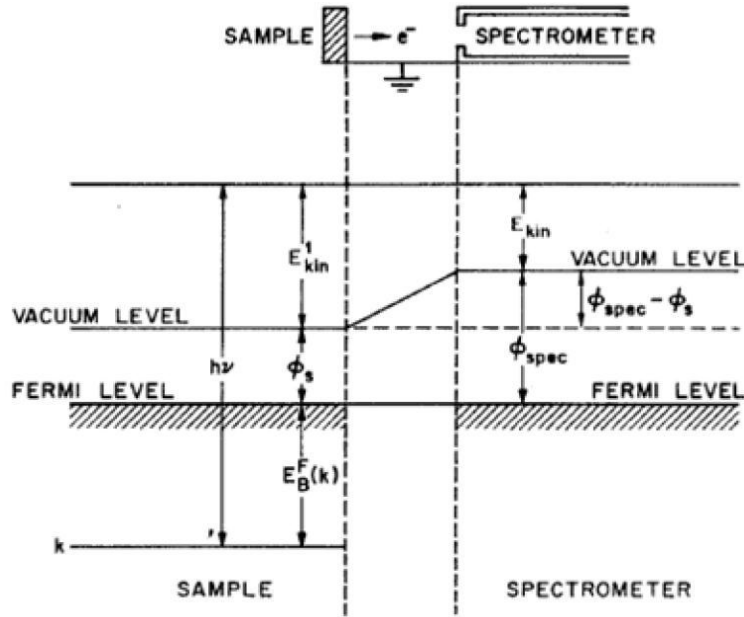 SAMPLE
e⁻
SPECTROMETER
E¹kin
Ekin
VACUUM LEVEL
ϕspec − ϕs
VACUUM LEVEL
hν
ϕs
ϕspec
FERMI LEVEL
FERMI LEVEL
E_B^F(k)
k
SAMPLE
SPECTROMETER